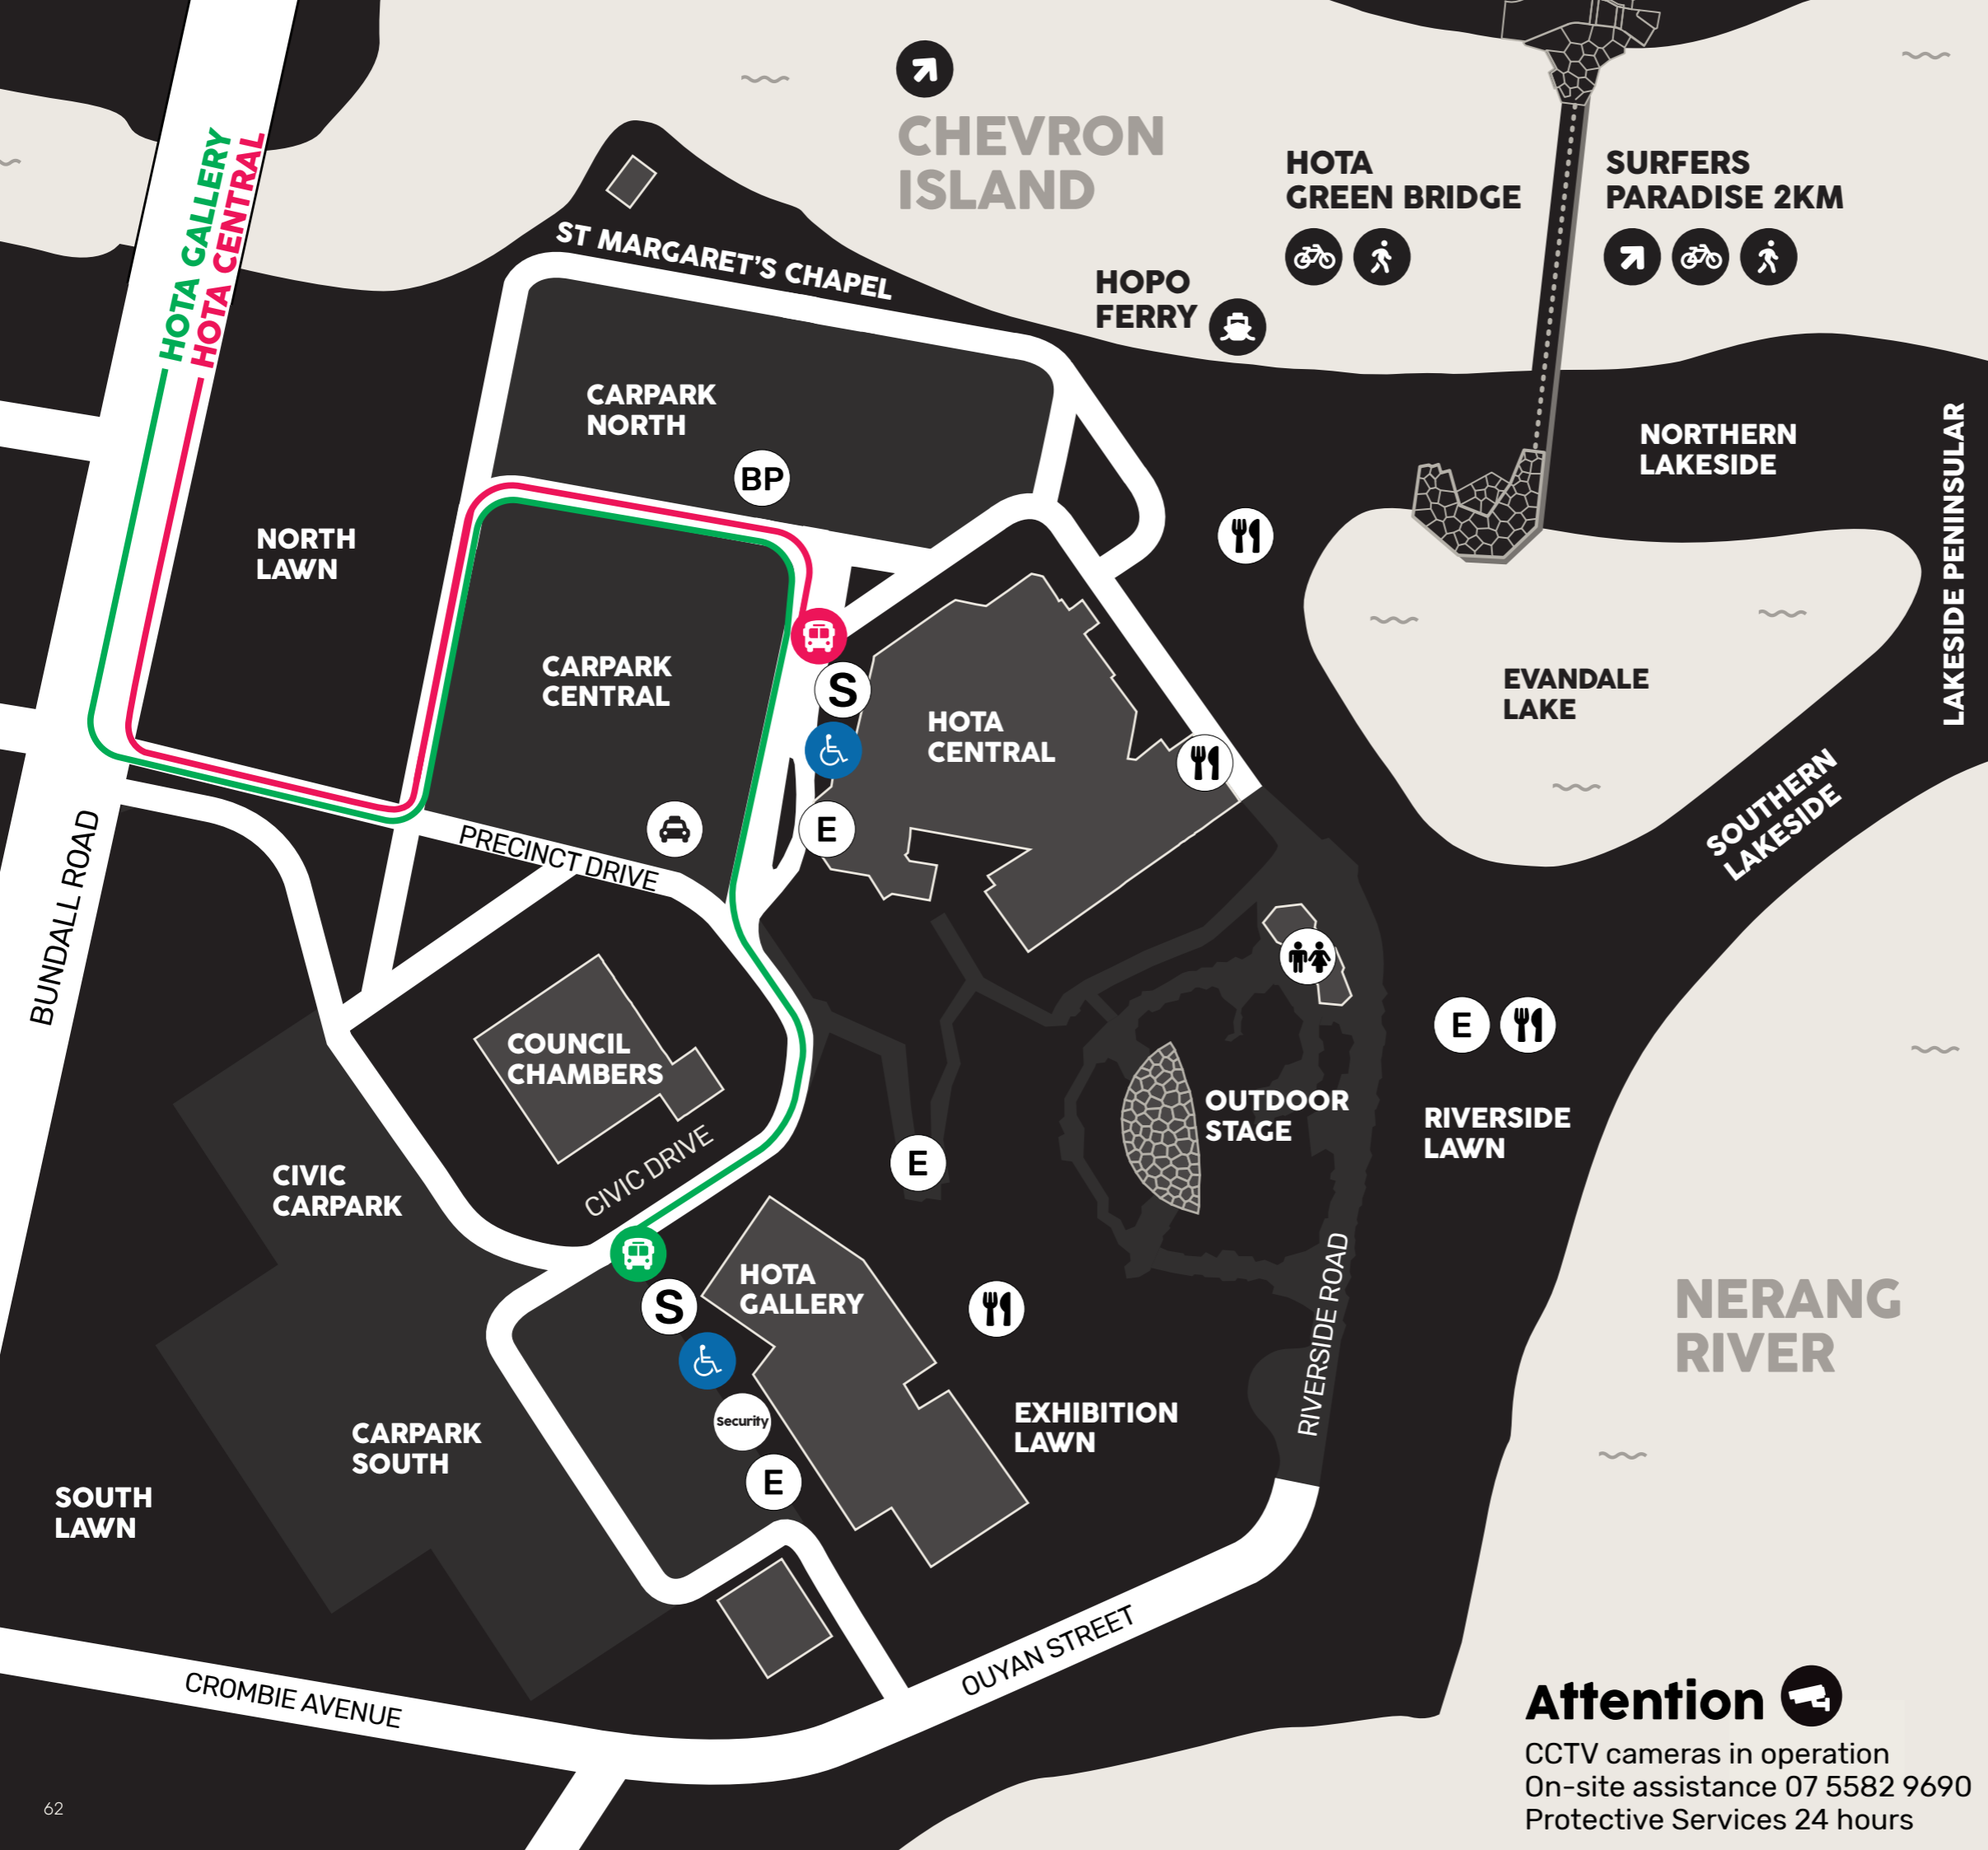 HOTA GALLERY
HOTA CENTRAL
CHEVRON
ISLAND
HOTA
GREEN BRIDGE
SURFERS
PARADISE 2KM
ST MARGARET'S CHAPEL
HOPO
FERRY
CARPARK
NORTH
BP
NORTHERN
LAKESIDE
LAKESIDE PENINSULAR
NORTH
LAWN
CARPARK
CENTRAL
S
HOTA
CENTRAL
EVANDALE
LAKE
SOUTHERN
LAKESIDE
E
PRECINCT DRIVE
BUNDALL ROAD
COUNCIL
CHAMBERS
E
OUTDOOR
STAGE
RIVERSIDE
LAWN
CIVIC DRIVE
E
CIVIC
CARPARK
HOTA
GALLERY
S
RIVERSIDE ROAD
NERANG
RIVER
Security
E
EXHIBITION
LAWN
CARPARK
SOUTH
SOUTH
LAWN
CROMBIE AVENUE
OUYAN STREET
Attention
CCTV cameras in operation
On-site assistance 07 5582 9690
Protective Services 24 hours
62